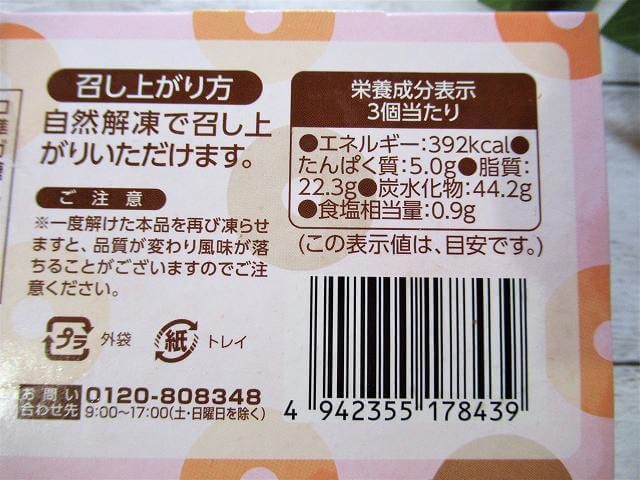 召し上がり方
自然解凍で召し上
がりいただけます。
ご注意
※一度解けた本品を再び凍らせ
ますと、品質が変わり風味が落
ちることがございますのでご注
意ください。
プラ 外袋 紙 トレイ
お問い
合わせ先
0120-808348
9:00～17:00(土・日曜日を除く)
栄養成分表示
3個当たり
●エネルギー:392kcal●
たんぱく質:5.0g●脂質:
22.3g●炭水化物:44.2g
●食塩相当量:0.9g
(この表示値は、目安です。)
4 942355 178439